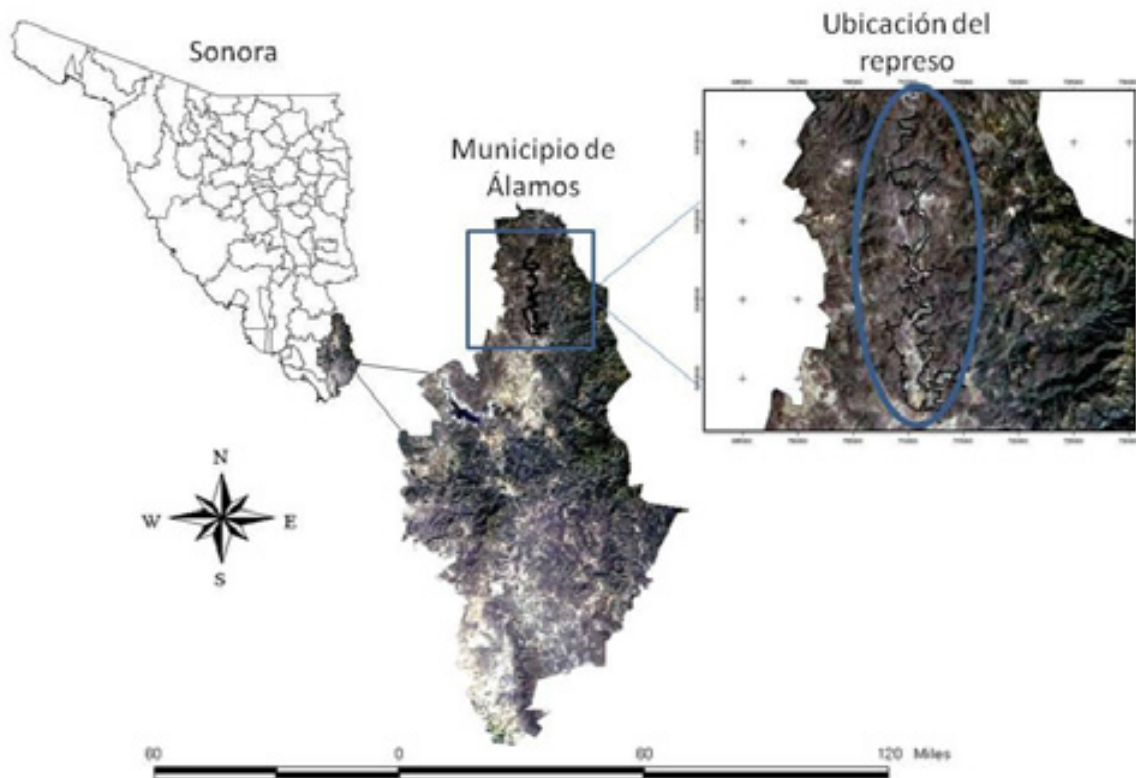 Sonora
Ubicación del
represo
Municipio de
Álamos
N
W
E
S
60
0
60
120 Miles